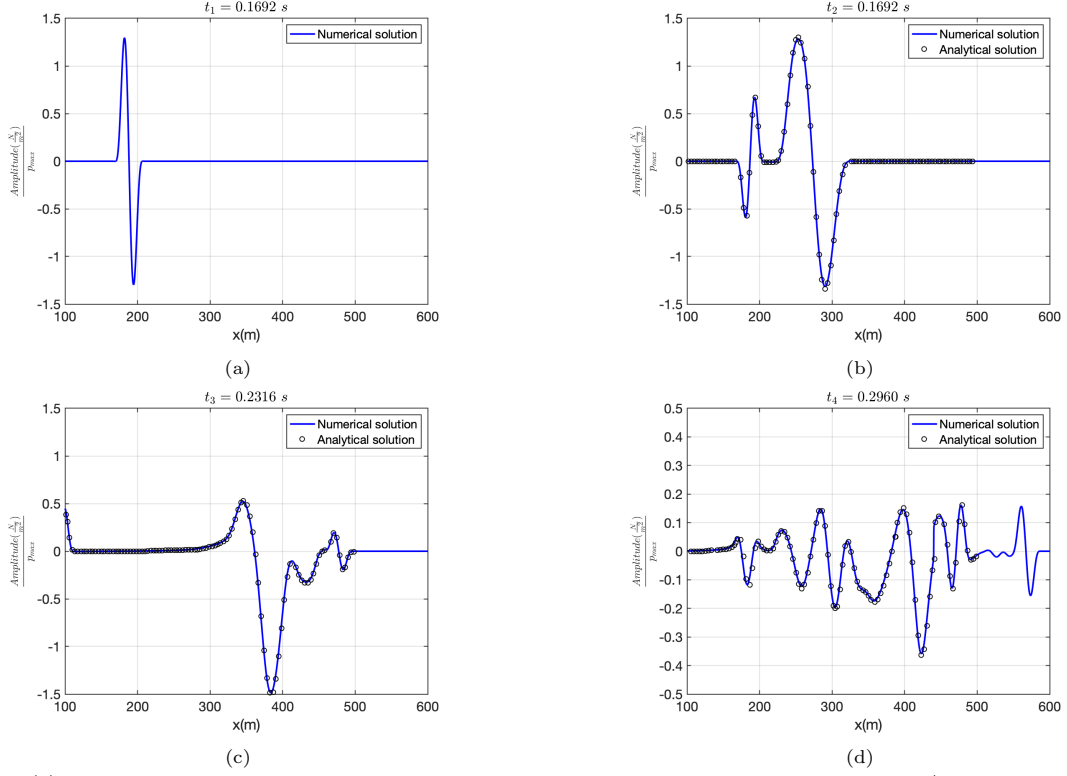 t₁ = 0.1692 s
1.5
1
0.5
0
-0.5
-1
-1.5
Amplitude(N/m²)/pmax
Numerical solution
100 200 300 400 500 600
x(m)
(a)
t₂ = 0.1692 s
1.5
1
0.5
0
-0.5
-1
-1.5
Amplitude(N/m²)/pmax
Numerical solution
Analytical solution
100 200 300 400 500 600
x(m)
(b)
t₃ = 0.2316 s
1.5
1
0.5
0
-0.5
-1
-1.5
Amplitude(N/m²)/pmax
Numerical solution
Analytical solution
100 200 300 400 500 600
x(m)
(c)
t₄ = 0.2960 s
0.5
0.4
0.3
0.2
0.1
0
-0.1
-0.2
-0.3
-0.4
-0.5
Amplitude(N/m²)/pmax
Numerical solution
Analytical solution
100 200 300 400 500 600
x(m)
(d)